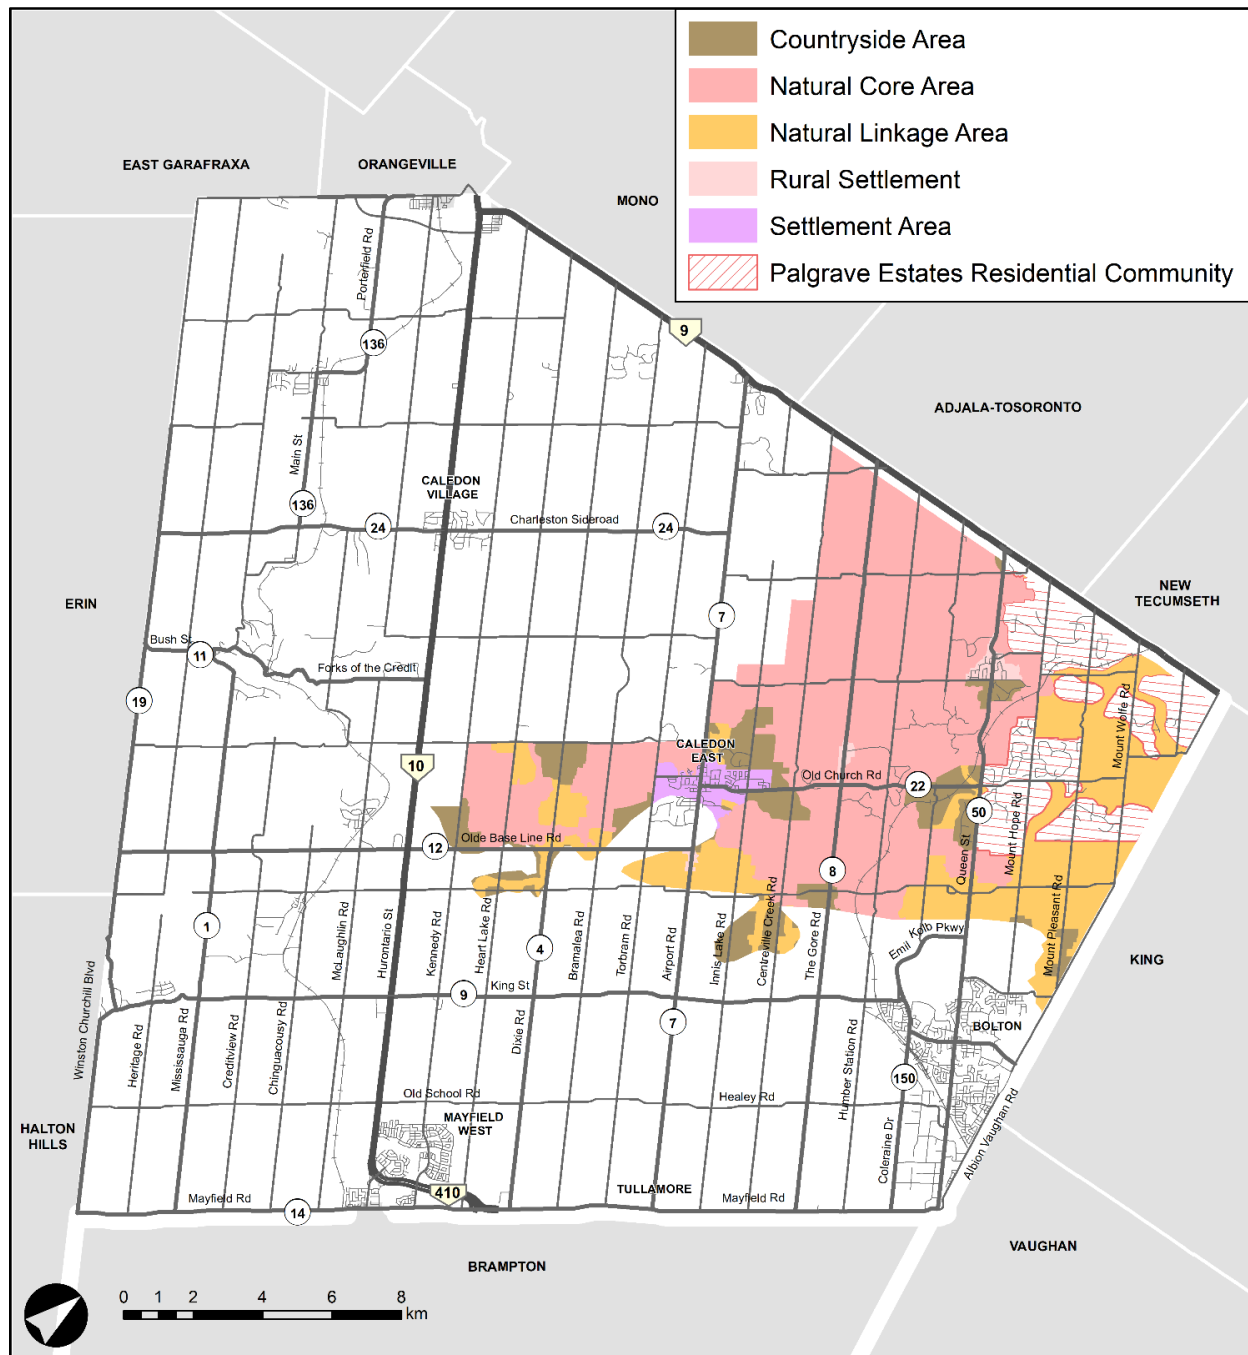 Countryside Area
Natural Core Area
Natural Linkage Area
Rural Settlement
Settlement Area
Palgrave Estates Residential Community
EAST GARAFRAXA
ORANGEVILLE
MONO
Porterfield Rd
9
136
ADJALA-TOSORONTO
Main St
CALEDON
VILLAGE
136
24
Charleston Sideroad
24
NEW
TECUMSETH
ERIN
7
Bush St
11
Forks of the Credit
19
Mount Wolfe Rd
10
CALEDON
EAST
Old Church Rd
22
50
Mount Hope Rd
Queen St
12
Olde Base Line Rd
8
1
McLaughlin Rd
Hurontario St
Kennedy Rd
Heart Lake Rd
4
Bramalea Rd
Torbram Rd
Airport Rd
Innis Lake Rd
Centreville Creek Rd
The Gore Rd
Emil Kolb Pkwy
Mount Pleasant Rd
KING
Winston Churchill Blvd
9
King St
7
BOLTON
Heritage Rd
Mississauga Rd
Creditview Rd
Chinguacousy Rd
Dixie Rd
Humber Station Rd
150
Old School Rd
Healey Rd
MAYFIELD
WEST
HALTON
HILLS
Coleraine Dr
Albion Vaughan Rd
Mayfield Rd
14
410
TULLAMORE
Mayfield Rd
VAUGHAN
BRAMPTON
0 1 2 4 6 8
km